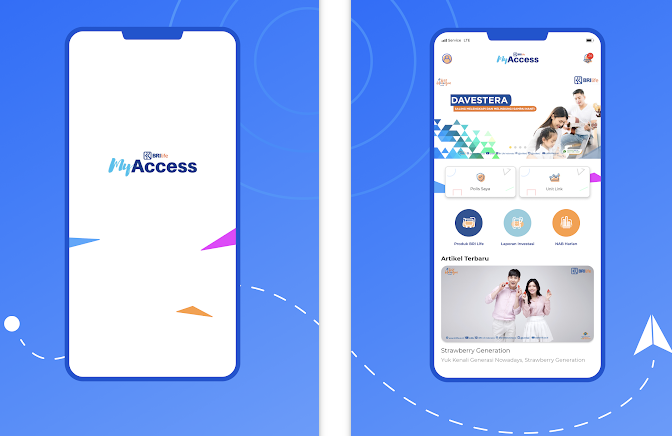 BRI life
MyAccess
Service LTE
BRI life
MyAccess
BRI life
DAVESTERA
Polis Saya
Unit Link
Produk BRI Life
Laporan Investasi
NAB Harian
Artikel Terbaru
BRI life
Strawberry Generation
Yuk Kenali Generasi Nowadays, Strawberry Generation